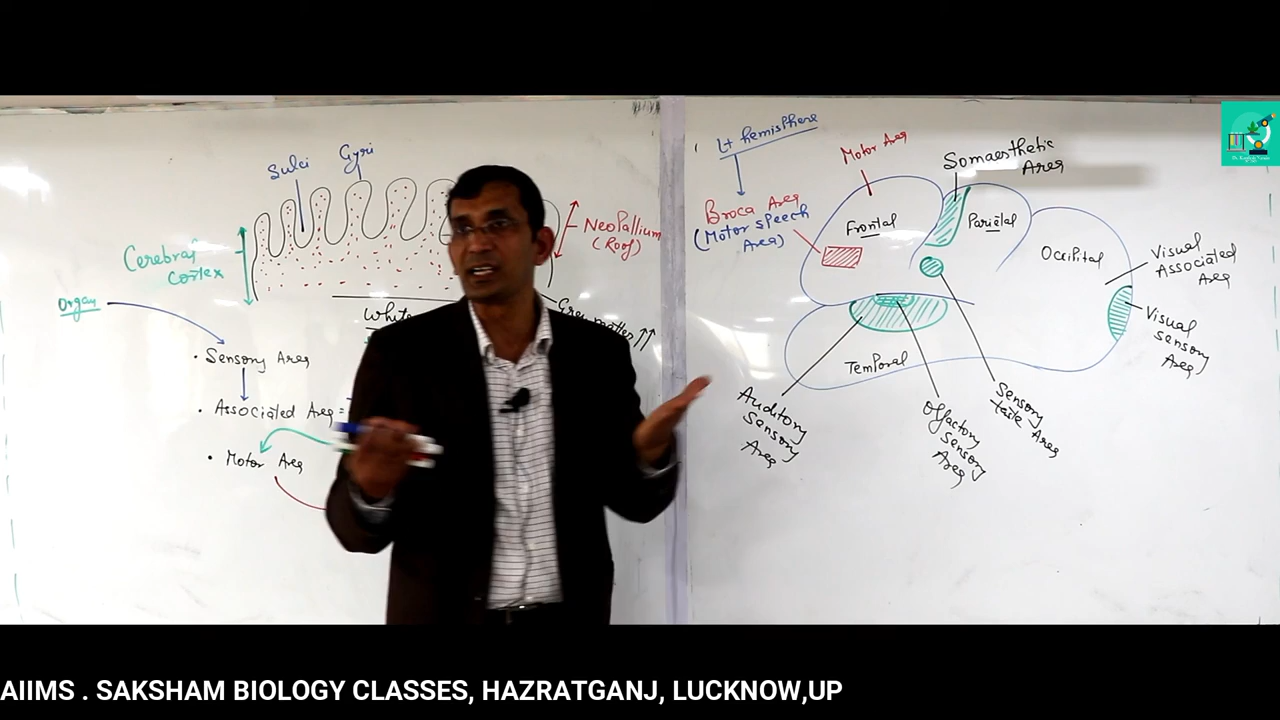 Sulci Gyri
Cerebral
Cortex
Neopallium
(Roof)
Organ
White
Grey matter ↑↑
• Sensory Area
• Associated Area =
• Motor Area
Lt hemisphere
Broca Area
(Motor speech
Area)
Motor Area
Somaesthetic
Area
Frontal
Parietal
Occipital
Temporal
Visual
Associated
Area
Visual
Sensory
Area
Auditory
Sensory
Area
Olfactory
Sensory
Area
Sensory
taste Area
AIIMS . SAKSHAM BIOLOGY CLASSES, HAZRATGANJ, LUCKNOW,UP